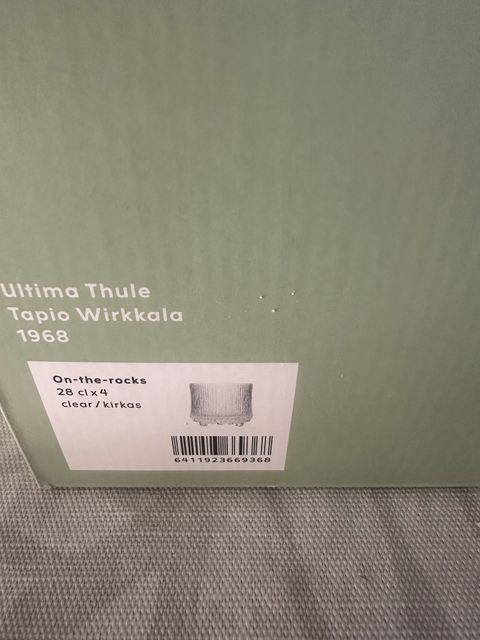 Ultima Thule
Tapio Wirkkala
1968
On-the-rocks
28 cl x 4
clear / kirkas
6411923669368